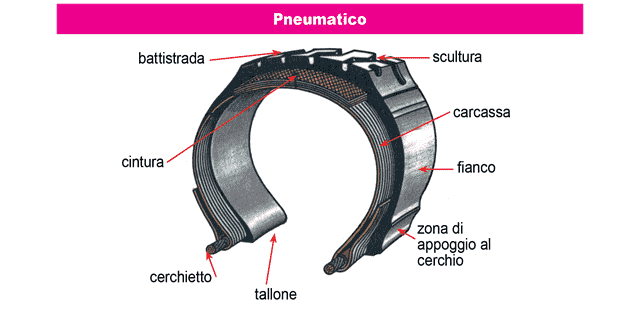 Pneumatico
battistrada
scultura
carcassa
cintura
fianco
zona di
appoggio al
cerchio
cerchietto
tallone